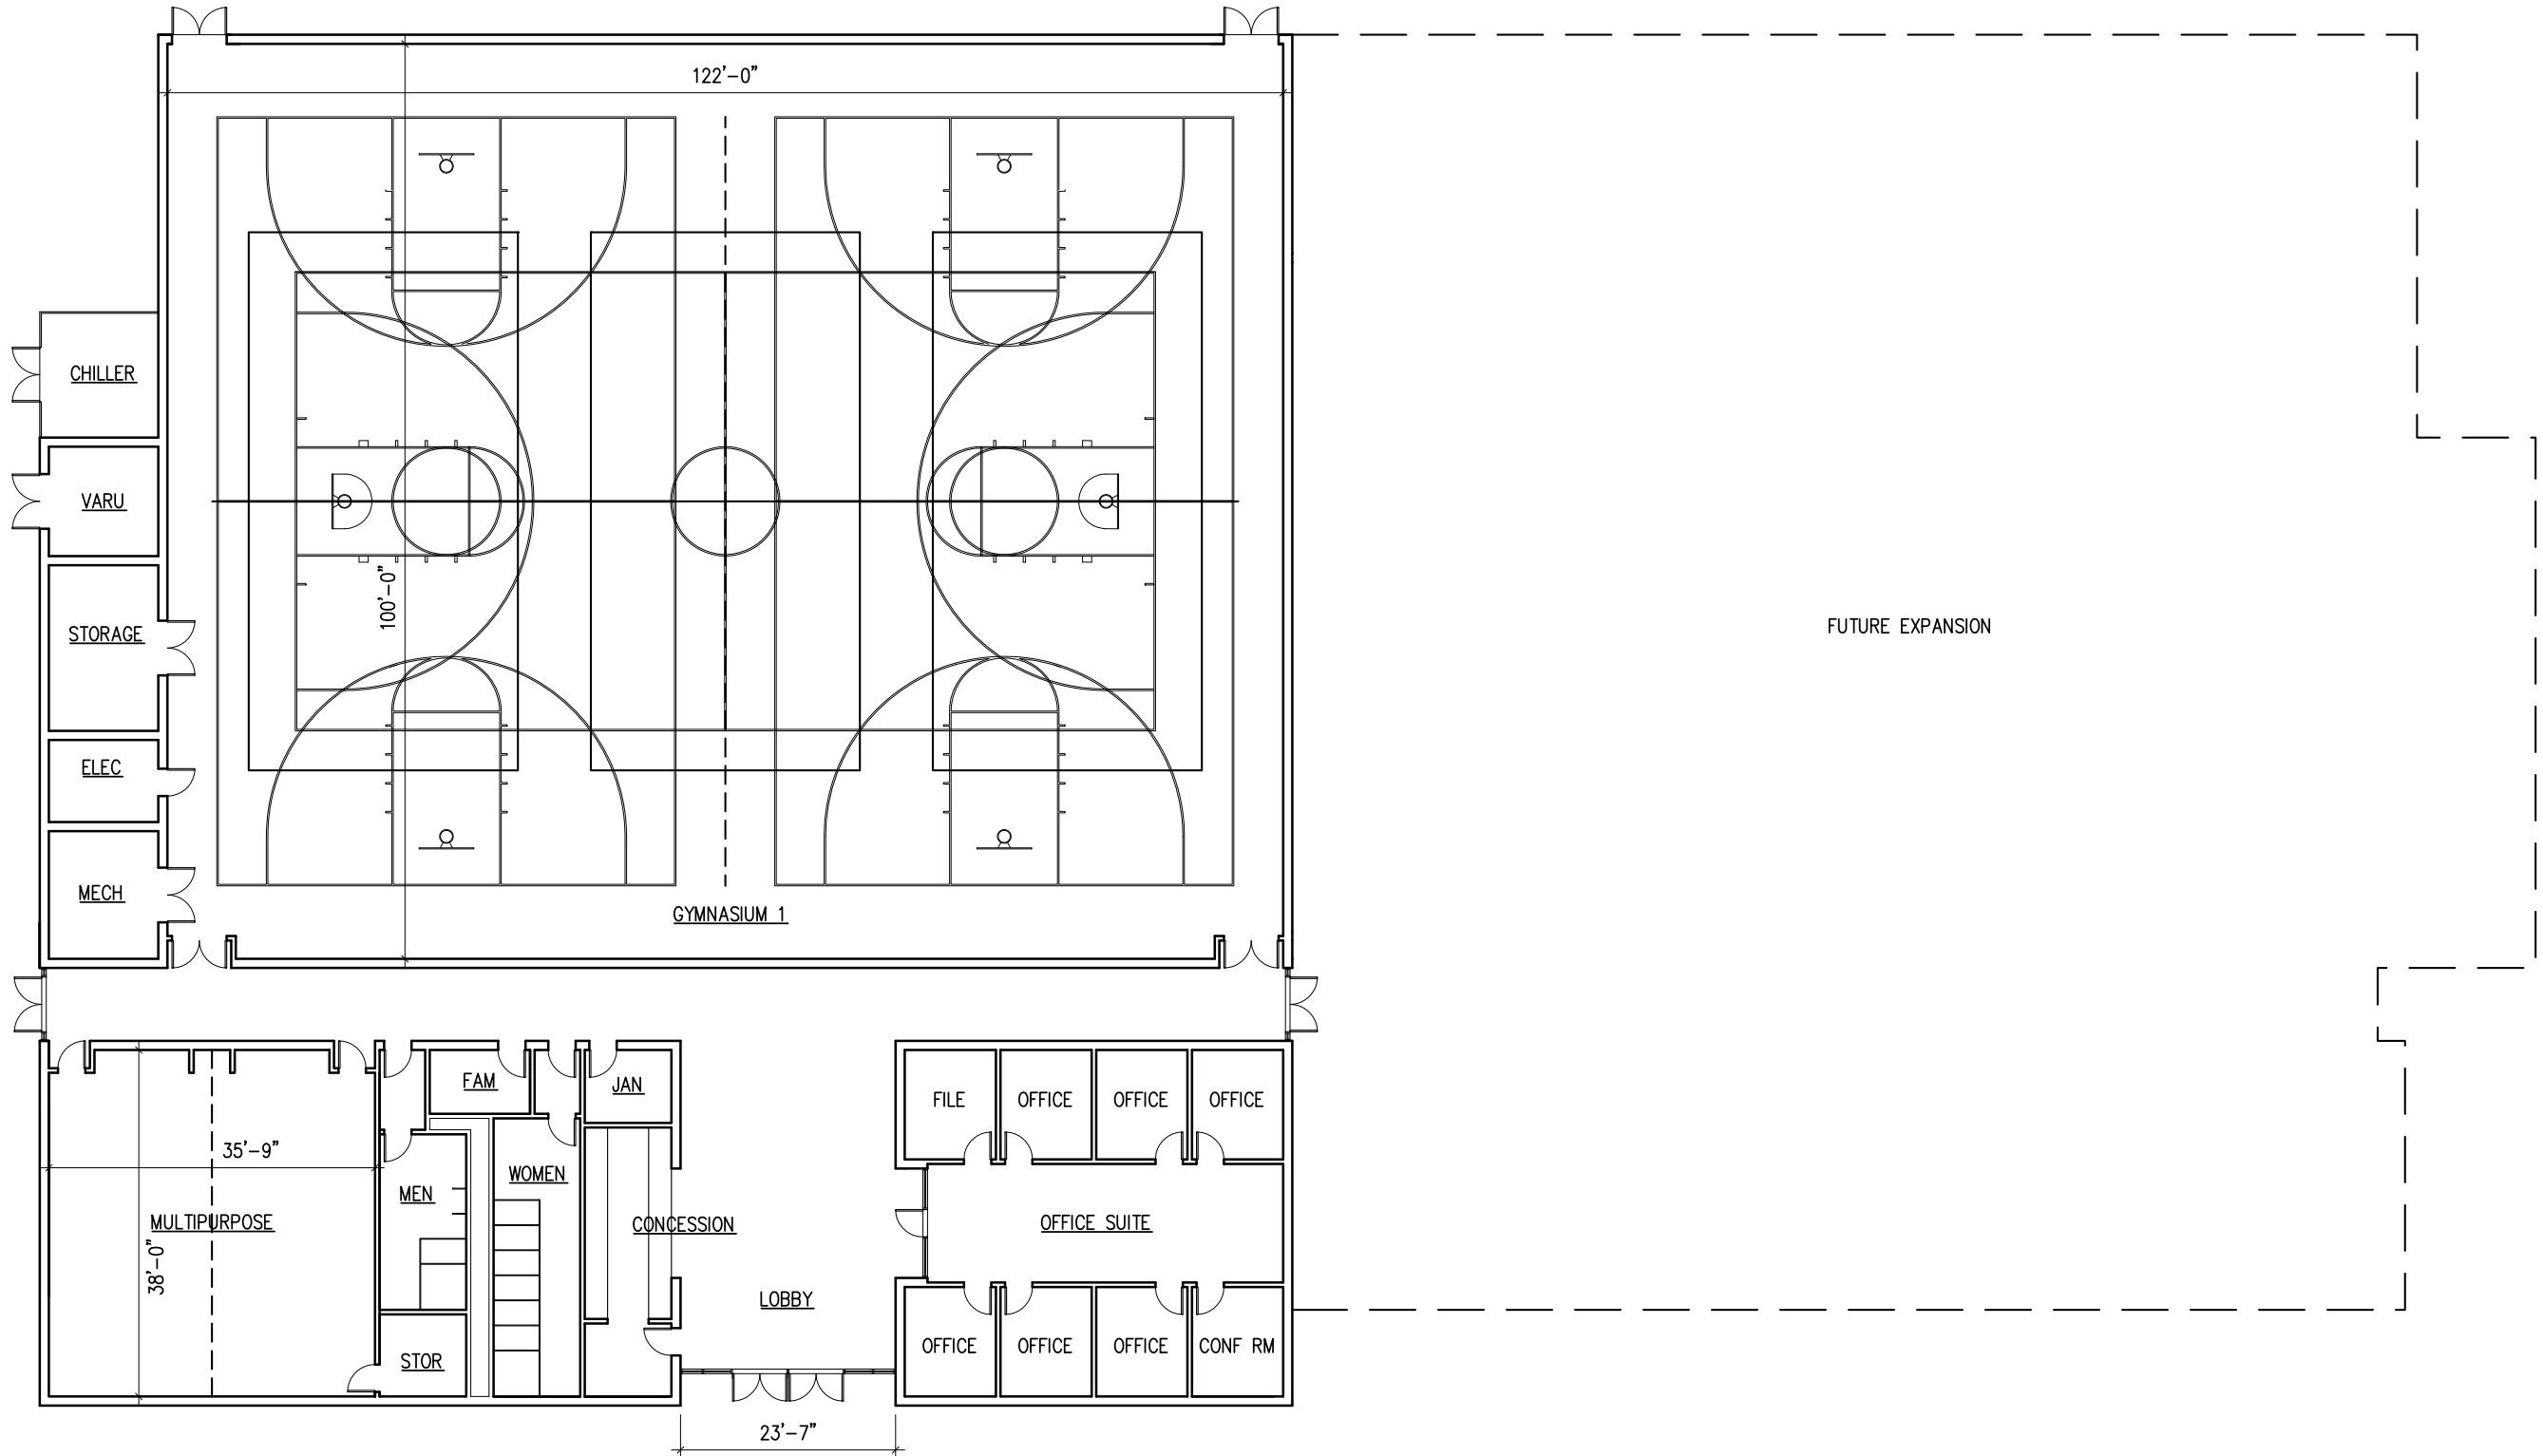 122'-0"
CHILLER
VARU
100'-0"
STORAGE
FUTURE EXPANSION
ELEC
MECH
GYMNASIUM 1
FAM
JAN
FILE
OFFICE
OFFICE
OFFICE
35'-9"
WOMEN
MEN
MULTIPURPOSE
CONCESSION
OFFICE SUITE
38'-0"
LOBBY
STOR
OFFICE
OFFICE
OFFICE
CONF RM
23'-7"